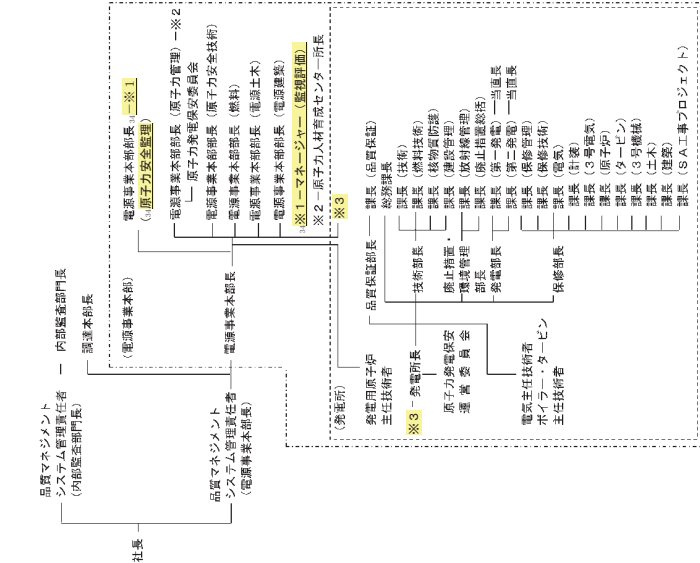 社長
品質マネジメント
システム管理責任者
（内部監査部門長）
内部監査部門長
品質マネジメント
システム管理責任者
（電源事業本部長）
調達本部長
（電源事業本部）
電源事業本部長
電源事業本部部長
（原子力安全監理）
※1
電源事業本部部長（原子力管理）
※2
原子力発電保安委員会
電源事業本部部長（原子力安全技術）
電源事業本部部長（燃料）
電源事業本部部長（電源土木）
電源事業本部部長（電源建築）
※1－マネージャー（監視評価）
※2－原子力人材育成センター所長
※3
（発電所）
発電用原子炉
主任技術者
※3
発電所長
原子力発電保安
運営委員会
電気主任技術者
ボイラー・タービン
主任技術者
品質保証部長
課長（品質保証）
総務課長
技術部長
課長（技術）
課長（燃料技術）
課長（核物質防護）
課長（建設管理）
廃止措置・
環境管理
部長
課長（放射線管理）
課長（廃止措置総括）
発電部長
課長（第一発電）
当直長
課長（第二発電）
当直長
保修部長
課長（保修管理）
課長（保修技術）
課長（電気）
課長（計装）
課長（３号電気）
課長（原子炉）
課長（タービン）
課長（３号機械）
課長（土木）
課長（建築）
課長（ＳＡ工事プロジェクト）